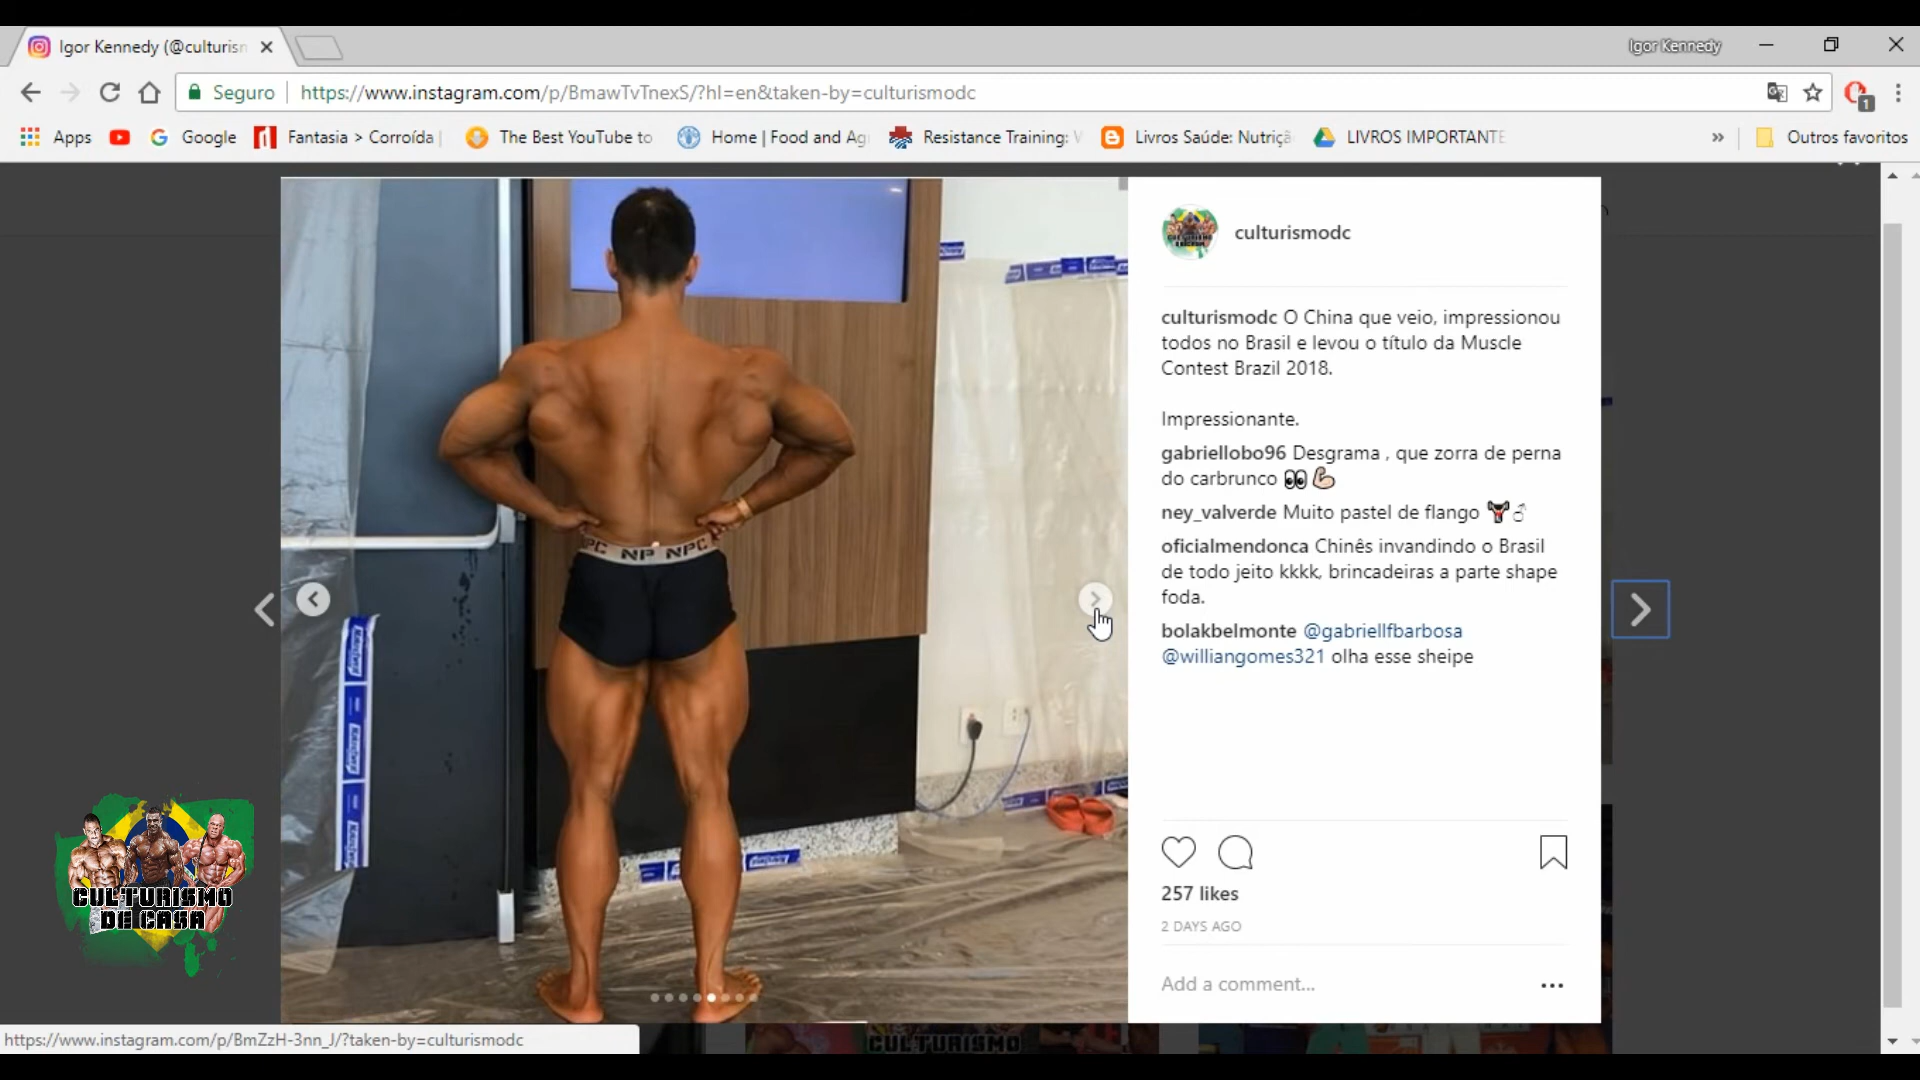 Igor Kennedy (@culturism
Igor Kennedy
Seguro
https://www.instagram.com/p/BmawTvTnexS/?hl=en&taken-by=culturismodc
1
Apps
Google
Fantasia > Corroída |
The Best YouTube to
Home | Food and Ag
Resistance Training:
Livros Saúde: Nutriçã
LIVROS IMPORTANTE
»
Outros favoritos
culturismodc
culturismodc O China que veio, impressionou
todos no Brasil e levou o título da Muscle
Contest Brazil 2018.
Impressionante.
gabriellobo96 Desgrama , que zorra de perna
do carbrunco 👀💪🏻
ney_valverde Muito pastel de flango
oficialmendonca Chinês invandindo o Brasil
de todo jeito kkkk, brincadeiras a parte shape
foda.
bolakbelmonte @gabriellfbarbosa
@williangomes321 olha esse sheipe
NPC NPC
257 likes
2 DAYS AGO
Add a comment...
CULTURISMO
DE CASA
CULTURISMO
https://www.instagram.com/p/BmZzH-3nn_J/?taken-by=culturismodc